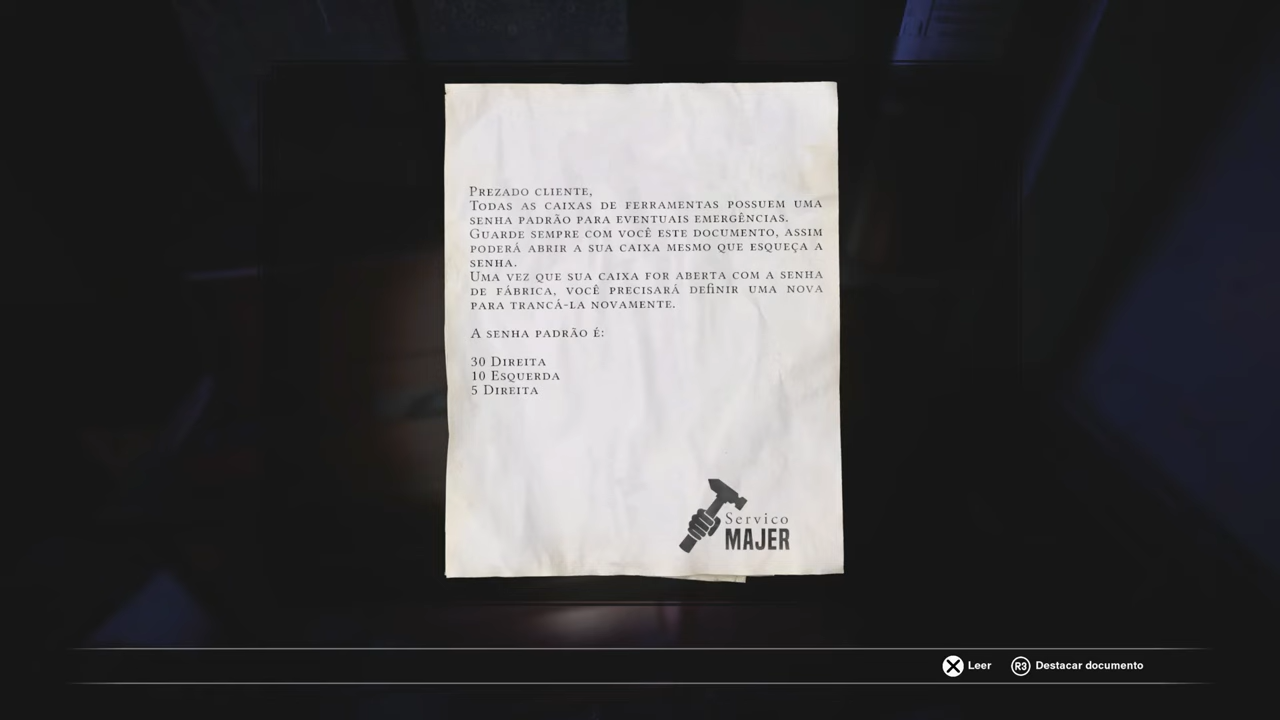 Prezado cliente,
Todas as caixas de ferramentas possuem uma
senha padrão para eventuais emergências.
Guarde sempre com você este documento, assim
poderá abrir a sua caixa mesmo que esqueça a
senha.
Uma vez que sua caixa for aberta com a senha
de fábrica, você precisará definir uma nova
para trancá-la novamente.
A senha padrão é:
30 Direita
10 Esquerda
5 Direita
Servico
MAJER
Leer
R3 Destacar documento